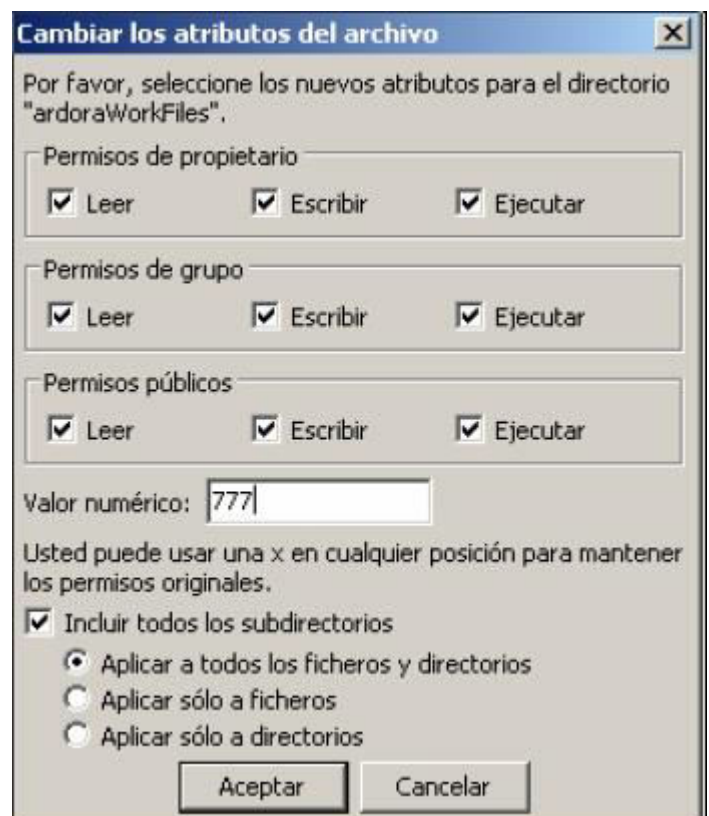 Cambiar los atributos del archivo
Por favor, seleccione los nuevos atributos para el directorio
"ardoraWorkFiles".
Permisos de propietario
Leer Escribir Ejecutar
Permisos de grupo
Leer Escribir Ejecutar
Permisos públicos
Leer Escribir Ejecutar
Valor numérico: 777
Usted puede usar una x en cualquier posición para mantener
los permisos originales.
Incluir todos los subdirectorios
Aplicar a todos los ficheros y directorios
Aplicar sólo a ficheros
Aplicar sólo a directorios
Aceptar Cancelar